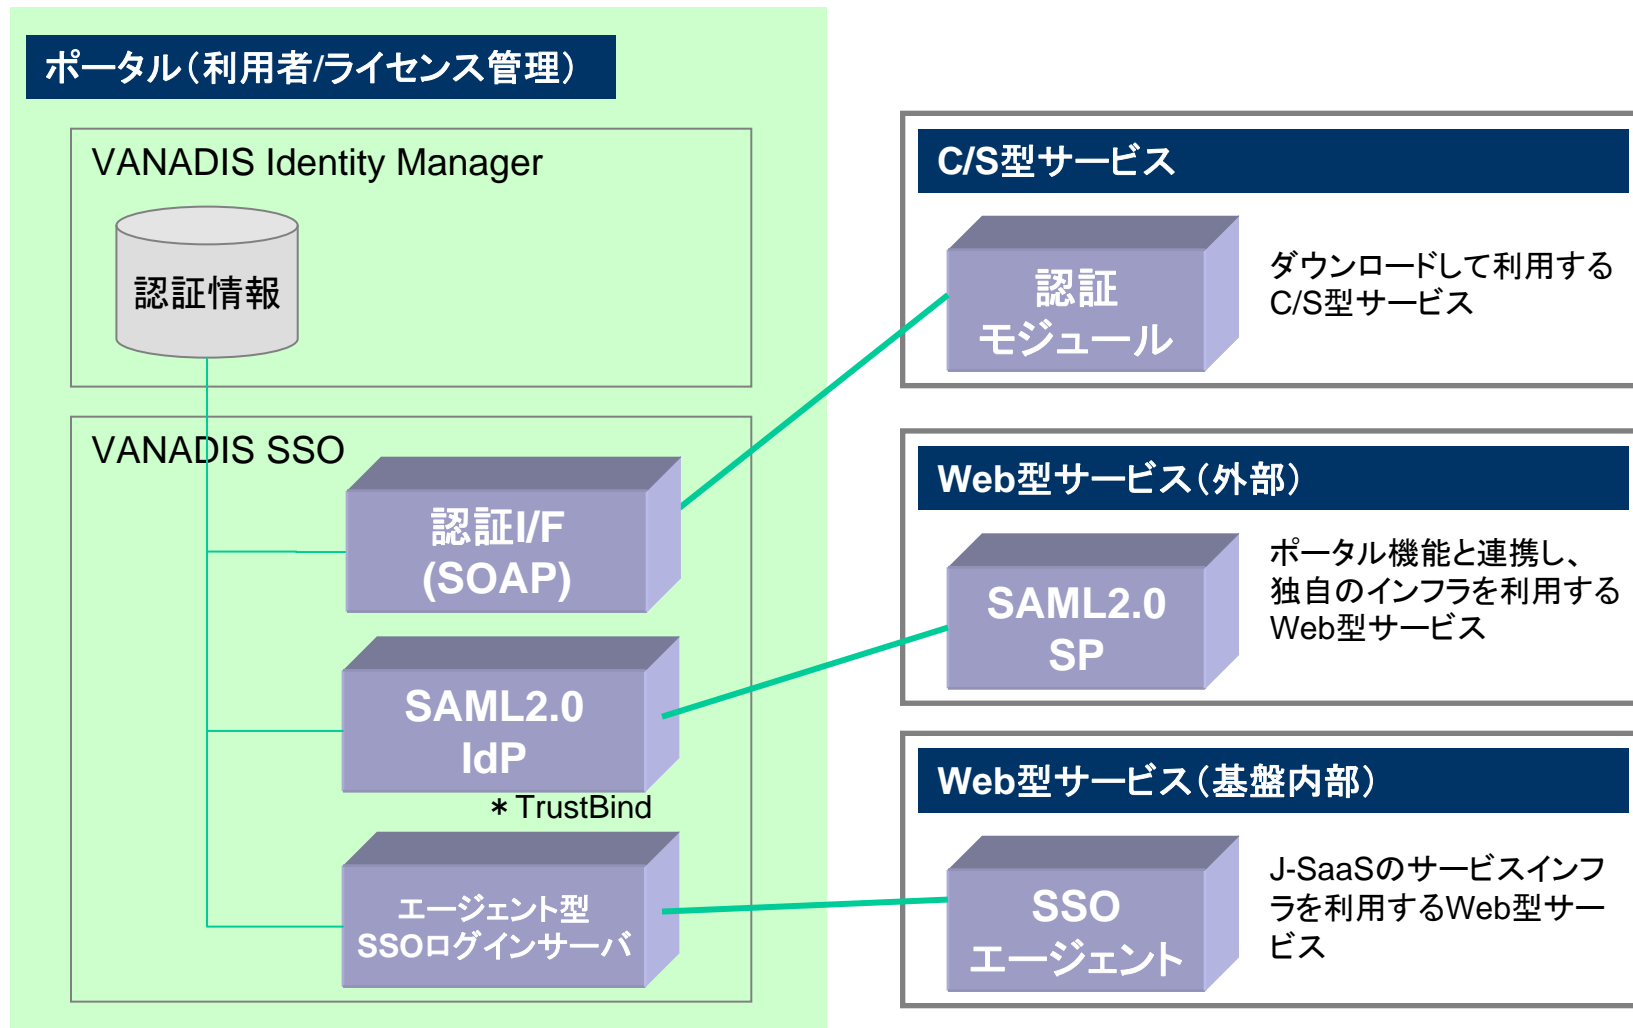 ポータル（利用者/ライセンス管理）
VANADIS Identity Manager
認証情報
VANADIS SSO
認証I/F
(SOAP)
SAML2.0
IdP
＊TrustBind
エージェント型
SSOログインサーバ
C/S型サービス
認証
モジュール
ダウンロードして利用する
C/S型サービス
Web型サービス（外部）
SAML2.0
SP
ポータル機能と連携し、
独自のインフラを利用する
Web型サービス
Web型サービス（基盤内部）
SSO
エージェント
J-SaaSのサービスインフ
ラを利用するWeb型サー
ビス